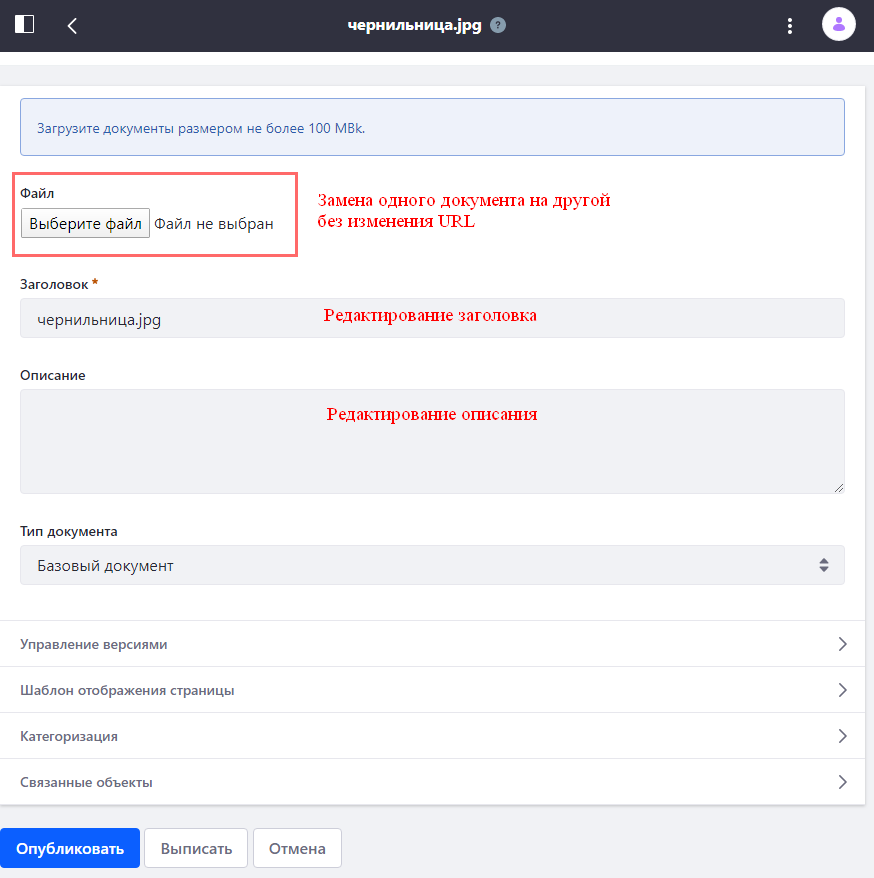 чернильница.jpg ?
Загрузите документы размером не более 100 MBk.
Файл
Выберите файл Файл не выбран
Замена одного документа на другой
без изменения URL
Заголовок *
чернильница.jpg
Редактирование заголовка
Описание
Редактирование описания
Тип документа
Базовый документ
Управление версиями
Шаблон отображения страницы
Категоризация
Связанные объекты
Опубликовать Выписать Отмена